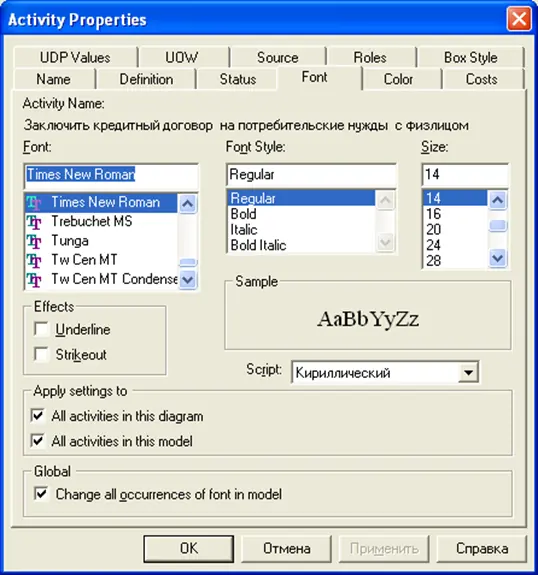 Activity Properties
UDP Values UOW Source Roles Box Style
Name Definition Status Font Color Costs
Activity Name:
Заключить кредитный договор на потребительские нужды с физлицом
Font: Font Style: Size:
Times New Roman Regular 14
Times New Roman Regular 14
Trebuchet MS Bold 16
Tunga Italic 20
Tw Cen MT Bold Italic 24
Tw Cen MT Condense 28
Effects Sample
Underline AaBbYyZz
Strikeout
Script: Кириллический
Apply settings to
All activities in this diagram
All activities in this model
Global
Change all occurrences of font in model
OK Отмена Применить Справка